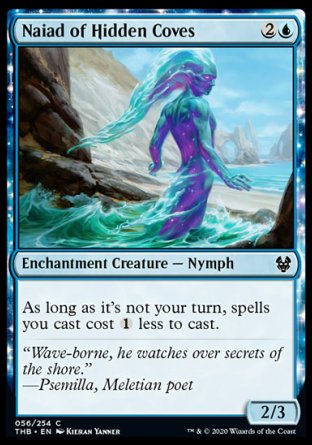 Naiad of Hidden Coves 2
Enchantment Creature — Nymph
As long as it's not your turn, spells
you cast cost 1 less to cast.
“Wave-borne, he watches over secrets of
the shore.”
—Psemilla, Meletian poet
2/3
056/254 C
THB • EN Kieran Yanner ™ & © 2020 Wizards of the Coast